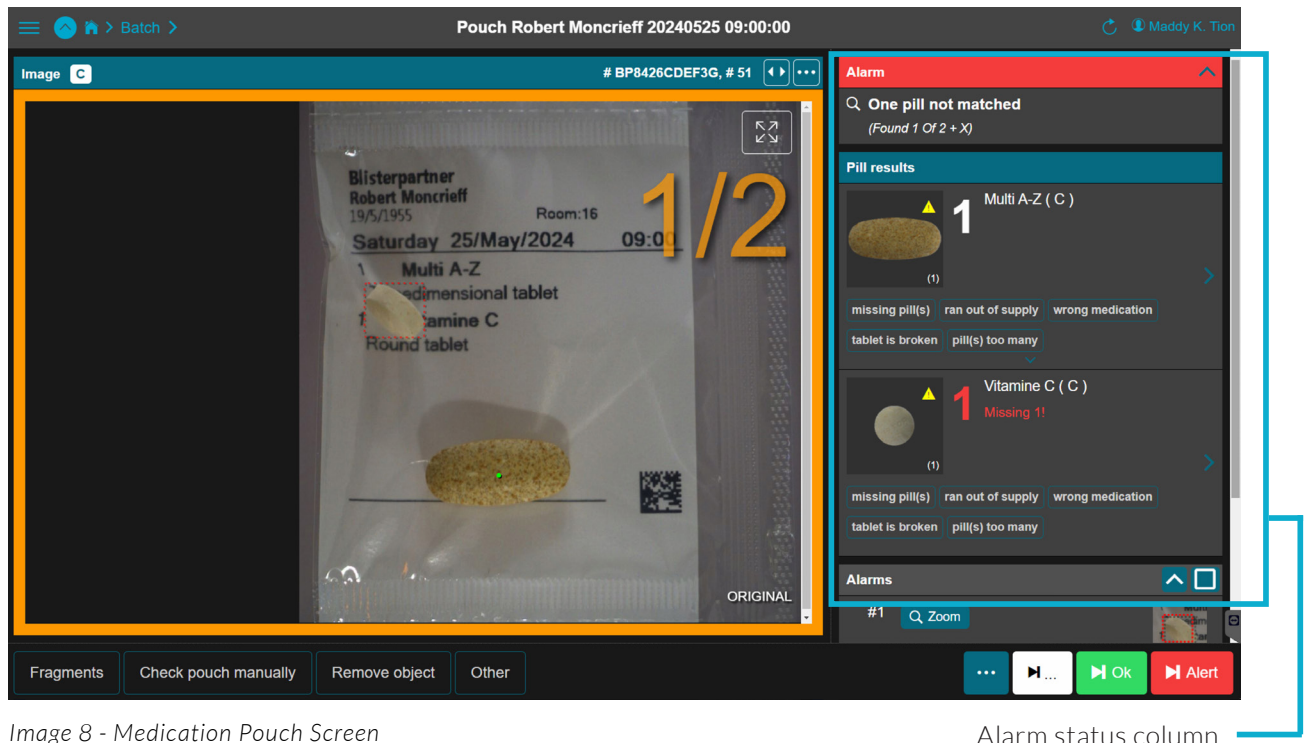 Batch
Pouch Robert Moncrieff 20240525 09:00:00
Maddy K. Tion
Image C
# BP8426CDEF3G, # 51
1/2
Blisterpartner
Robert Moncrieff
19/5/1955 Room:16
Saturday 25/May/2024 09:00
1 Multi A-Z
edimensional tablet
1 tamine C
Round tablet
ORIGINAL
Alarm
One pill not matched
(Found 1 Of 2 + X)
Pill results
1 Multi A-Z ( C )
(1)
missing pill(s) ran out of supply wrong medication
tablet is broken pill(s) too many
1 Vitamine C ( C )
Missing 1!
(1)
missing pill(s) ran out of supply wrong medication
tablet is broken pill(s) too many
Alarms
#1 Zoom
Fragments Check pouch manually Remove object Other
... ... Ok Alert
Image 8 - Medication Pouch Screen
Alarm status column